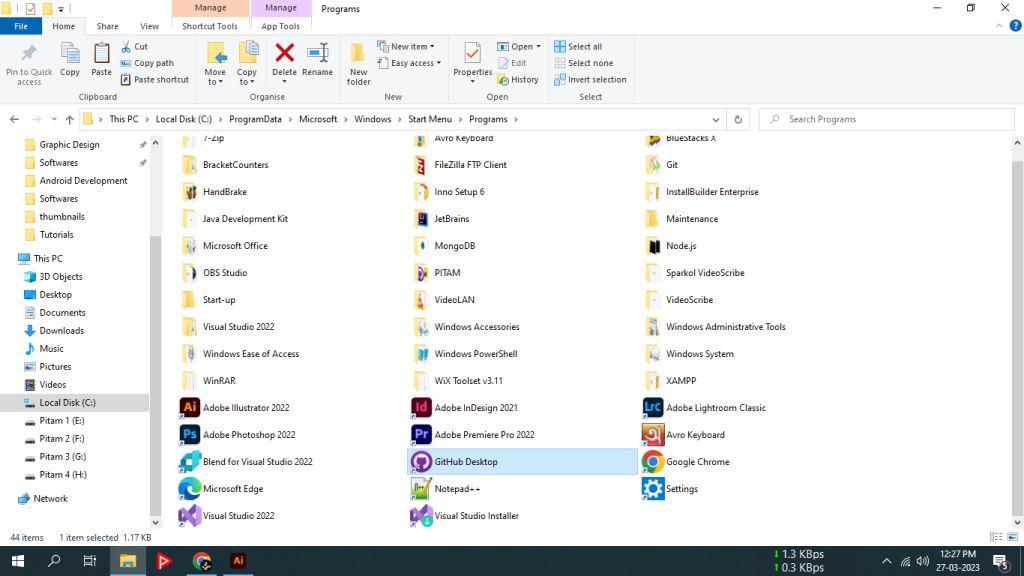 Manage Manage Programs
File Home Share View Shortcut Tools App Tools
Pin to Quick access
Copy
Paste
Cut
Copy path
Paste shortcut
Clipboard
Move to
Copy to
Delete
Rename
Organise
New folder
New item
Easy access
New
Properties
Open
Edit
History
Open
Select all
Select none
Invert selection
Select
This PC > Local Disk (C:) > ProgramData > Microsoft > Windows > Start Menu > Programs >
Search Programs
Graphic Design
Softwares
Android Development
Softwares
thumbnails
Tutorials
This PC
3D Objects
Desktop
Documents
Downloads
Music
Pictures
Videos
Local Disk (C:)
Pitam 1 (E:)
Pitam 2 (F:)
Pitam 3 (G:)
Pitam 4 (H:)
Network
7-Zip Avro Keyboard BlueStacks X
BracketCounters FileZilla FTP Client Git
HandBrake Inno Setup 6 InstallBuilder Enterprise
Java Development Kit JetBrains Maintenance
Microsoft Office MongoDB Node.js
OBS Studio PITAM Sparkol VideoScribe
Start-up VideoLAN VideoScribe
Visual Studio 2022 Windows Accessories Windows Administrative Tools
Windows Ease of Access Windows PowerShell Windows System
WinRAR WiX Toolset v3.11 XAMPP
Ai Adobe Illustrator 2022 Id Adobe InDesign 2021 Lrc Adobe Lightroom Classic
Ps Adobe Photoshop 2022 Pr Adobe Premiere Pro 2022 অ Avro Keyboard
Blend for Visual Studio 2022 GitHub Desktop Google Chrome
Microsoft Edge Notepad++ Settings
Visual Studio 2022 Visual Studio Installer
44 items 1 item selected 1.17 KB
Ai
1.3 KBps
0.3 KBps
12:27 PM
27-03-2023
5